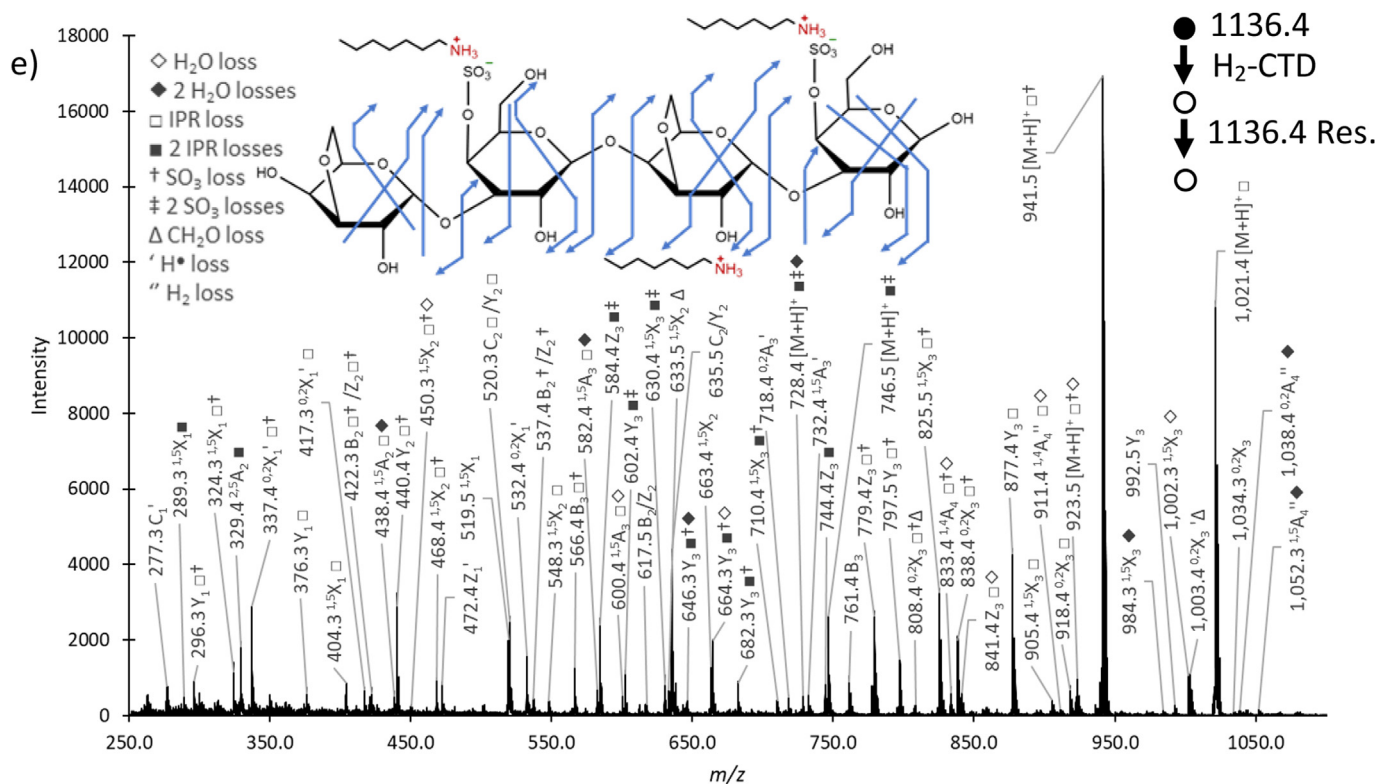 e)
◇ H₂O loss
◆ 2 H₂O losses
□ IPR loss
■ 2 IPR losses
† SO₃ loss
‡ 2 SO₃ losses
Δ CH₂O loss
‘ H• loss
‘’ H₂ loss
NH₃
+
SO₃
−
OH
O
O
O
HO
OH
O
O
O
OH
O
O
O
OH
O
O
SO₃
−
NH₃
+
OH
O
OH
OH
NH₃
+
● 1136.4
H₂-CTD
○
1136.4 Res.
○
Intensity
18000
16000
14000
12000
10000
8000
6000
4000
2000
0
277.3 C₁'
289.3 ¹·⁵X₁ ■
296.3 Y₁□†
324.3 ¹·⁵X₁□†
329.4 ²·⁵A₂ ■
337.4 ⁰·²X₁' □†
376.3 Y₁ □
404.3 ¹·⁵X₁ □
417.3 ⁰·²X₁' □
422.3 B₂□†/Z₂□†
438.4 ¹·⁵A₂□◆
440.4 Y₂□†
450.3 ¹·⁵X₂□†◇
468.4 ¹·⁵X₂□†
472.4 Z₁'
519.5 ¹·⁵X₁
520.3 C₂□/Y₂□
532.4 ⁰·²X₁'
537.4 B₂†/Z₂†
548.3 ¹·⁵X₂□
566.4 B₃□†
582.4 ¹·⁵A₃□◆
584.4 Z₃■‡
600.4 ¹·⁵A₃□◇
602.4 Y₃■‡
617.5 B₂/Z₂
630.4 ¹·⁵X₃■‡
633.5 ¹·⁵X₂Δ
635.5 C₂/Y₂
646.3 Y₃■†◆
663.4 ¹·⁵X₂
664.3 Y₃■†◇
682.3 Y₃■†
710.4 ¹·⁵X₃■†
718.4 ⁰·²A₃'
728.4 [M+H]⁺■‡◆
732.4 ¹·⁵A₃'
744.4 Z₃■
746.5 [M+H]⁺■‡
761.4 B₃
779.4 Z₃□†
797.5 Y₃□†
808.4 ⁰·²X₃□†Δ
825.5 ¹·⁵X₃□†
833.4 ¹·⁴A₄□†◇
838.4 ⁰·²X₃□†
841.4 Z₃□◇
877.4 Y₃□
905.4 ¹·⁵X₃□
911.4 ¹·⁴A₄''□◇
918.4 ⁰·²X₃□
923.5 [M+H]⁺□†◇
941.5 [M+H]⁺□†
984.3 ¹·⁵X₃◆
992.5 Y₃
1,002.3 ¹·⁵X₃◇
1,003.4 ⁰·²X₃'Δ
1,021.4 [M+H]⁺□
1,034.3 ⁰·²X₃
1,038.4 ⁰·²A₄''◆
1,052.3 ¹·⁵A₄''◆
250.0
350.0
450.0
550.0
650.0
750.0
850.0
950.0
1050.0
m/z